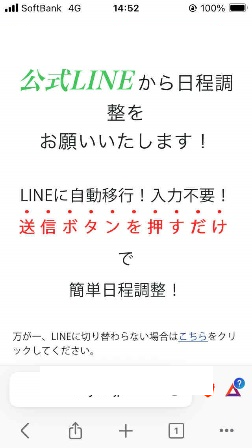 SoftBank 4G 14:52 100%
公式LINEから日程調
整を
お願いいたします！
LINEに自動移行！入力不要！
送信ボタンを押すだけ
で
簡単日程調整！
万が一、LINEに切り替わらない場合はこちらをク
リックしてください。
1
?